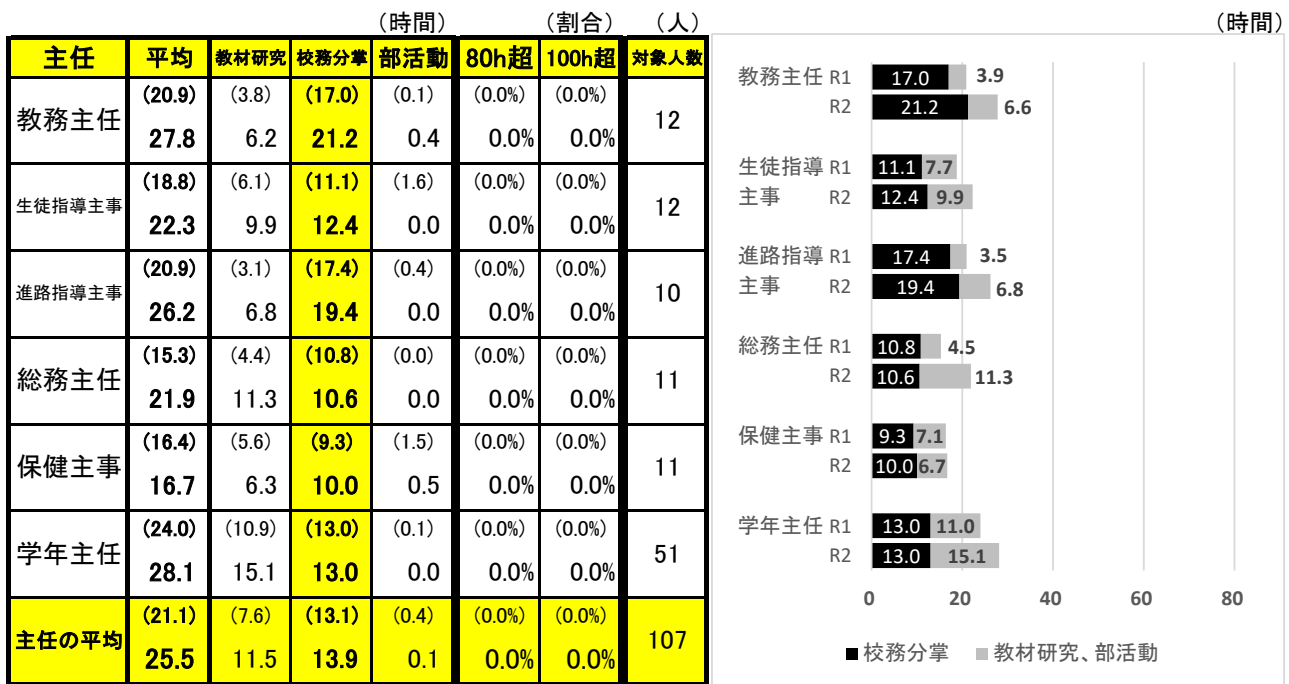 （時間） （割合） （人） （時間）
主任 平均 教材研究 校務分掌 部活動 80h超 100h超 対象人数
教務主任 (20.9) (3.8) (17.0) (0.1) (0.0%) (0.0%) 12
27.8 6.2 21.2 0.4 0.0% 0.0%
生徒指導主事 (18.8) (6.1) (11.1) (1.6) (0.0%) (0.0%) 12
22.3 9.9 12.4 0.0 0.0% 0.0%
進路指導主事 (20.9) (3.1) (17.4) (0.4) (0.0%) (0.0%) 10
26.2 6.8 19.4 0.0 0.0% 0.0%
総務主任 (15.3) (4.4) (10.8) (0.0) (0.0%) (0.0%) 11
21.9 11.3 10.6 0.0 0.0% 0.0%
保健主事 (16.4) (5.6) (9.3) (1.5) (0.0%) (0.0%) 11
16.7 6.3 10.0 0.5 0.0% 0.0%
学年主任 (24.0) (10.9) (13.0) (0.1) (0.0%) (0.0%) 51
28.1 15.1 13.0 0.0 0.0% 0.0%
主任の平均 (21.1) (7.6) (13.1) (0.4) (0.0%) (0.0%) 107
25.5 11.5 13.9 0.1 0.0% 0.0%
教務主任 R1 17.0 3.9
R2 21.2 6.6
生徒指導 R1 11.1 7.7
主事 R2 12.4 9.9
進路指導 R1 17.4 3.5
主事 R2 19.4 6.8
総務主任 R1 10.8 4.5
R2 10.6 11.3
保健主事 R1 9.3 7.1
R2 10.0 6.7
学年主任 R1 13.0 11.0
R2 13.0 15.1
0 20 40 60 80
■校務分掌 ■教材研究、部活動